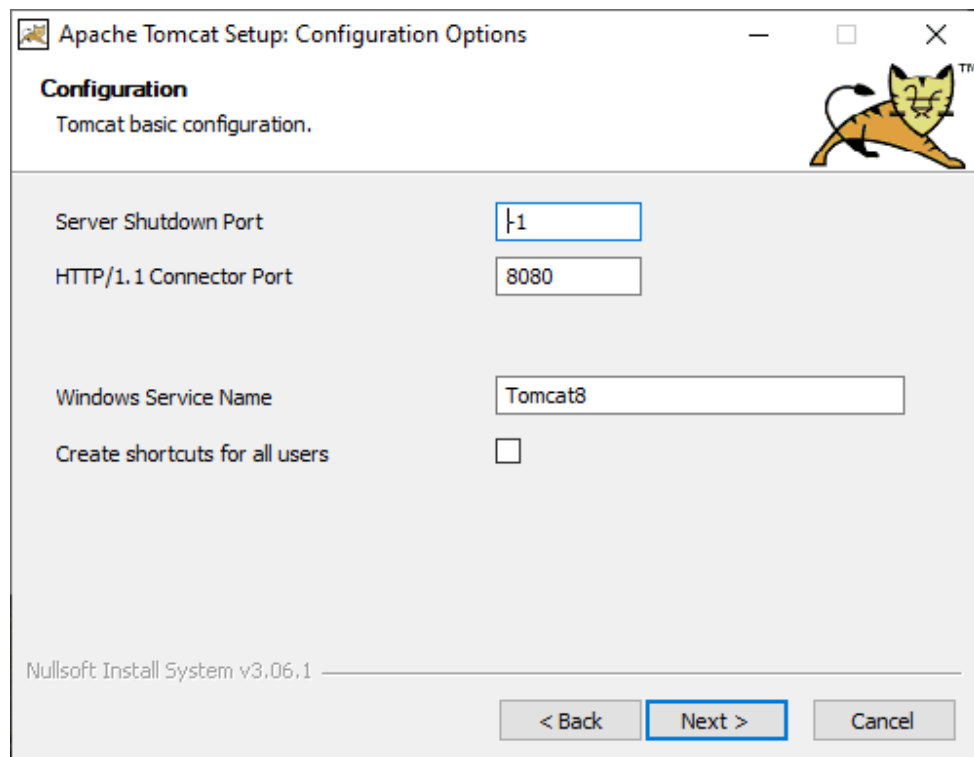 Apache Tomcat Setup: Configuration Options
Configuration
Tomcat basic configuration.
TM
Server Shutdown Port -1
HTTP/1.1 Connector Port 8080
Windows Service Name Tomcat8
Create shortcuts for all users
Nullsoft Install System v3.06.1
< Back Next > Cancel